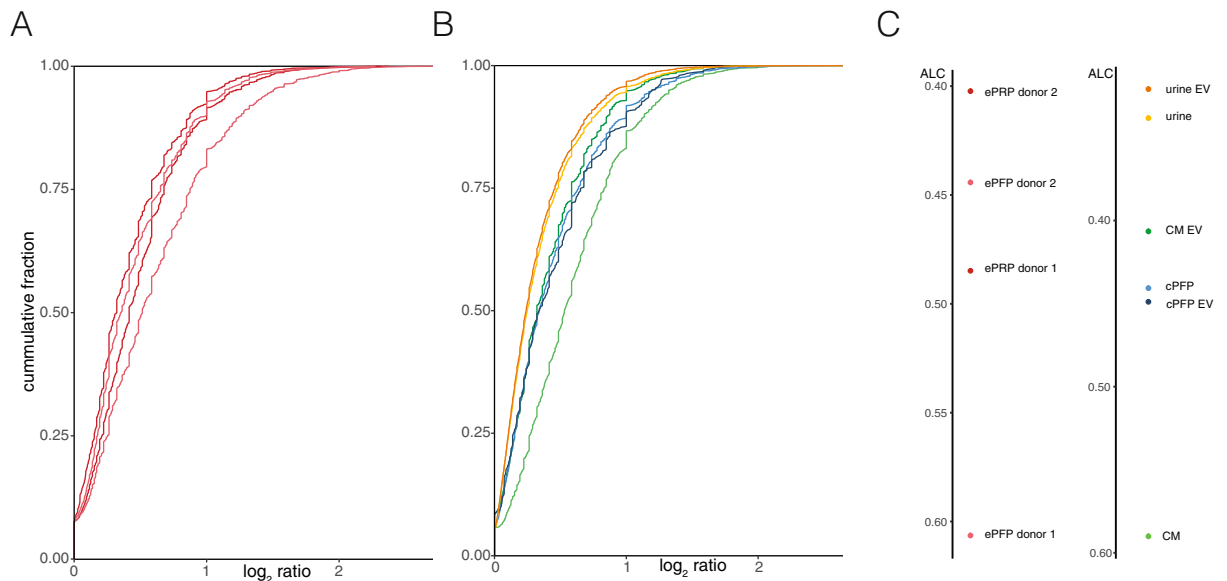 A
B
C
cummulative fraction
1.00
0.75
0.50
0.25
0.00
0
1
2
log2 ratio
1.00
0.75
0.50
0.25
0.00
0
1
2
log2 ratio
ALC
0.40
0.45
0.50
0.55
0.60
ePRP donor 2
ePFP donor 2
ePRP donor 1
ePFP donor 1
ALC
0.40
0.50
0.60
urine EV
urine
CM EV
cPFP
cPFP EV
CM